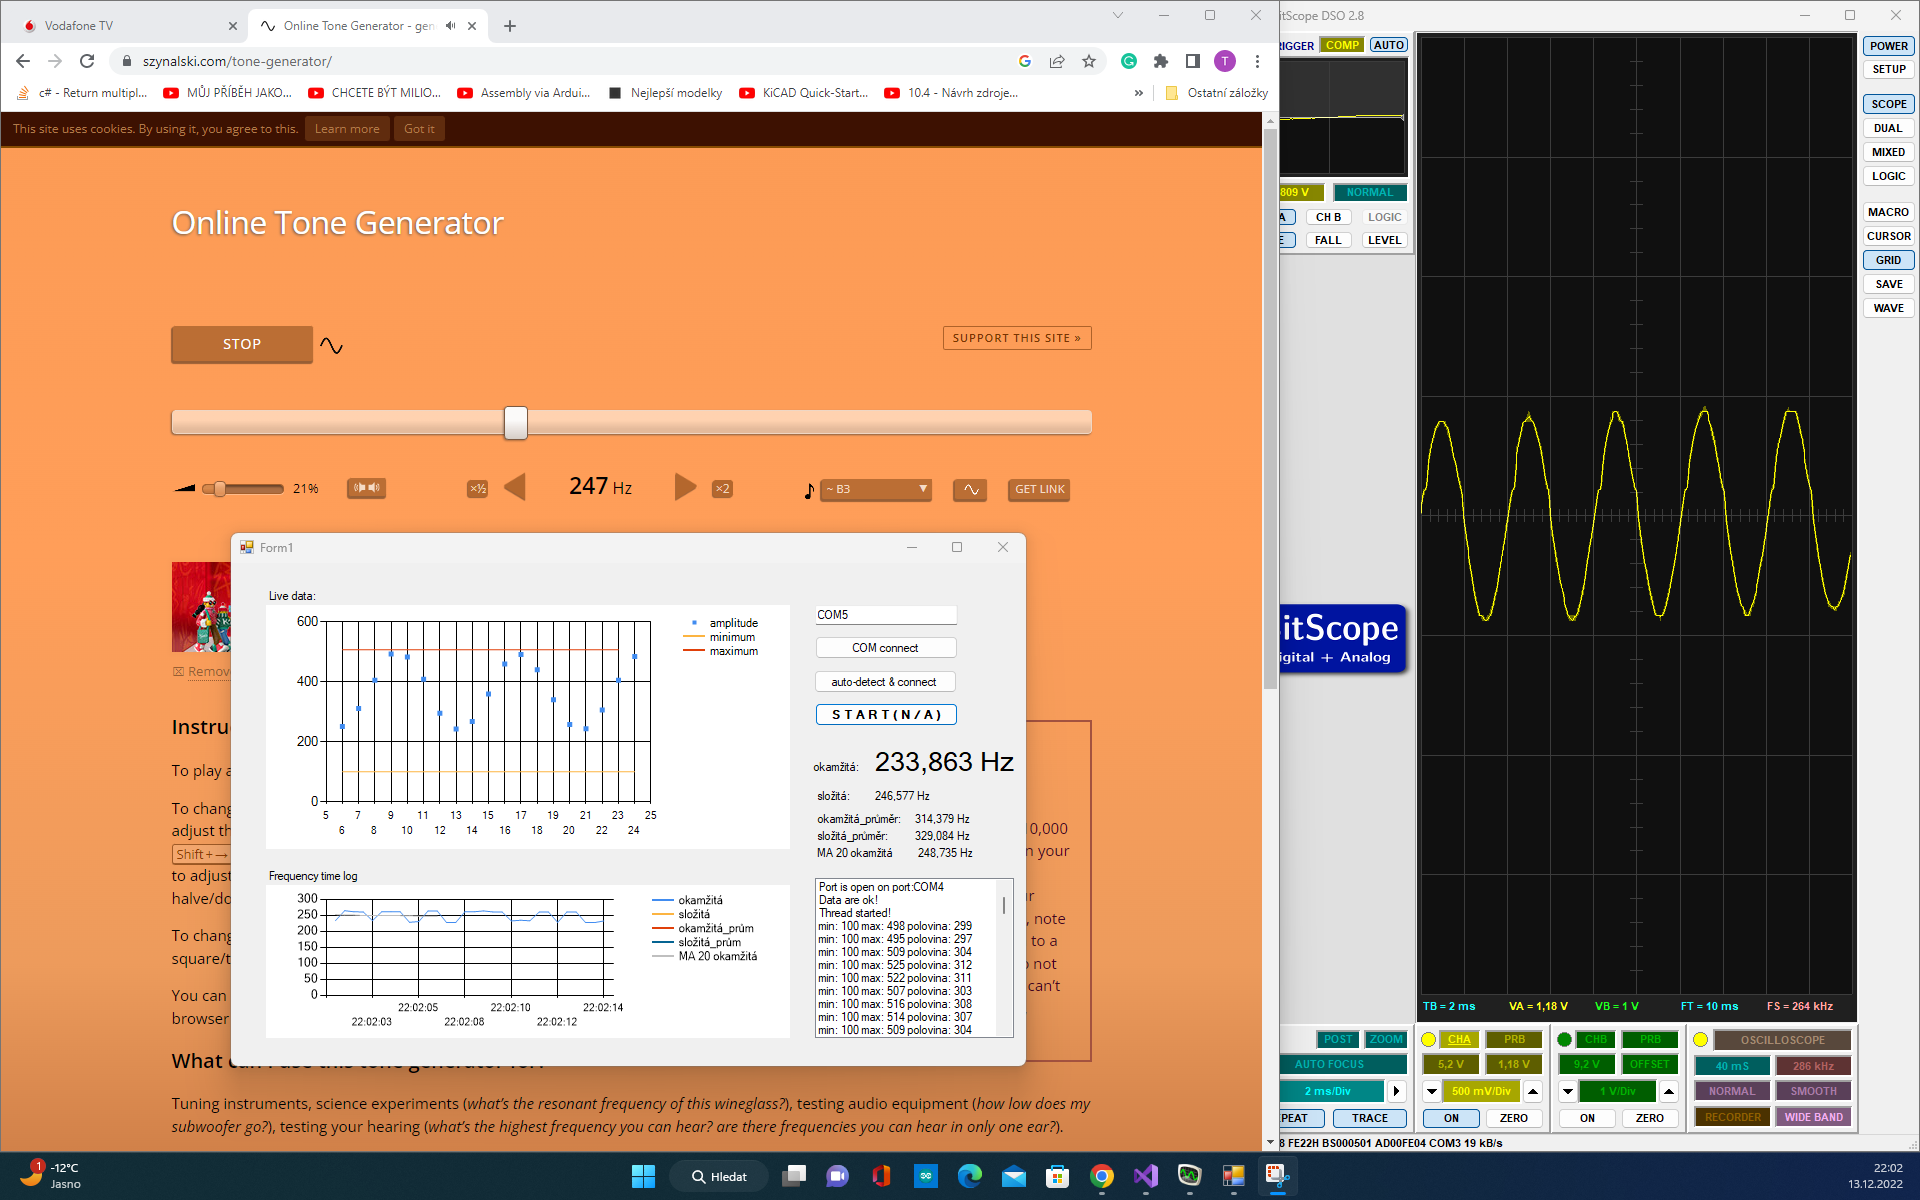 Vodafone TV
Online Tone Generator - gen
szynalski.com/tone-generator/
T
c# - Return multipl...
MŮJ PŘÍBĚH JAKO...
CHCETE BÝT MILIO...
Assembly via Ardui...
Nejlepší modelky
KiCAD Quick-Start...
10.4 - Návrh zdroje...
»
Ostatní záložky
This site uses cookies. By using it, you agree to this.
Learn more
Got it
Online Tone Generator
STOP
SUPPORT THIS SITE »
21%
×½
247 Hz
×2
~ B3
GET LINK
Remov
Instru
To play a
To chang
adjust th
Shift+→
to adjust
halve/do
To chang
square/t
You can
browser
10,000
n your
r
, note
to a
not
can't
What can I use this tone generator for?
Tuning instruments, science experiments (what's the resonant frequency of this wineglass?), testing audio equipment (how low does my
subwoofer go?), testing your hearing (what's the highest frequency you can hear? are there frequencies you can hear in only one ear?).
Form1
Live data:
600
400
200
0
5 7 9 11 13 15 17 19 21 23 25
6 8 10 12 14 16 18 20 22 24
amplitude
minimum
maximum
COM5
COM connect
auto-detect & connect
S T A R T ( N / A )
okamžitá: 233,863 Hz
složitá: 246,577 Hz
okamžitá_průměr: 314,379 Hz
složitá_průměr: 329,084 Hz
MA 20 okamžitá 248,735 Hz
Frequency time log
300
250
200
150
100
50
0
22:02:05 22:02:10 22:02:14
22:02:03 22:02:08 22:02:12
okamžitá
složitá
okamžitá_prům
složitá_prům
MA 20 okamžitá
Port is open on port:COM4
Data are ok!
Thread started!
min: 100 max: 498 polovina: 299
min: 100 max: 495 polovina: 297
min: 100 max: 509 polovina: 304
min: 100 max: 525 polovina: 312
min: 100 max: 522 polovina: 311
min: 100 max: 507 polovina: 303
min: 100 max: 516 polovina: 308
min: 100 max: 514 polovina: 307
min: 100 max: 509 polovina: 304
itScope DSO 2.8
RIGGER
COMP
AUTO
809 V
NORMAL
A
CH B
LOGIC
E
FALL
LEVEL
itScope
igital + Analog
POWER
SETUP
SCOPE
DUAL
MIXED
LOGIC
MACRO
CURSOR
GRID
SAVE
WAVE
TB = 2 ms
VA = 1,18 V
VB = 1 V
FT = 10 ms
FS = 264 kHz
POST
ZOOM
AUTO FOCUS
2 ms/Div
PEAT
TRACE
CHA
PRB
5,2 V
1,18 V
500 mV/Div
ON
ZERO
CHB
PRB
9,2 V
OFFSET
1 V/Div
ON
ZERO
OSCILLOSCOPE
40 mS
286 kHz
NORMAL
SMOOTH
RECORDER
WIDE BAND
8 FE22H BS000501 AD00FE04 COM3 19 kB/s
1
-12°C
Jasno
Hledat
22:02
13.12.2022